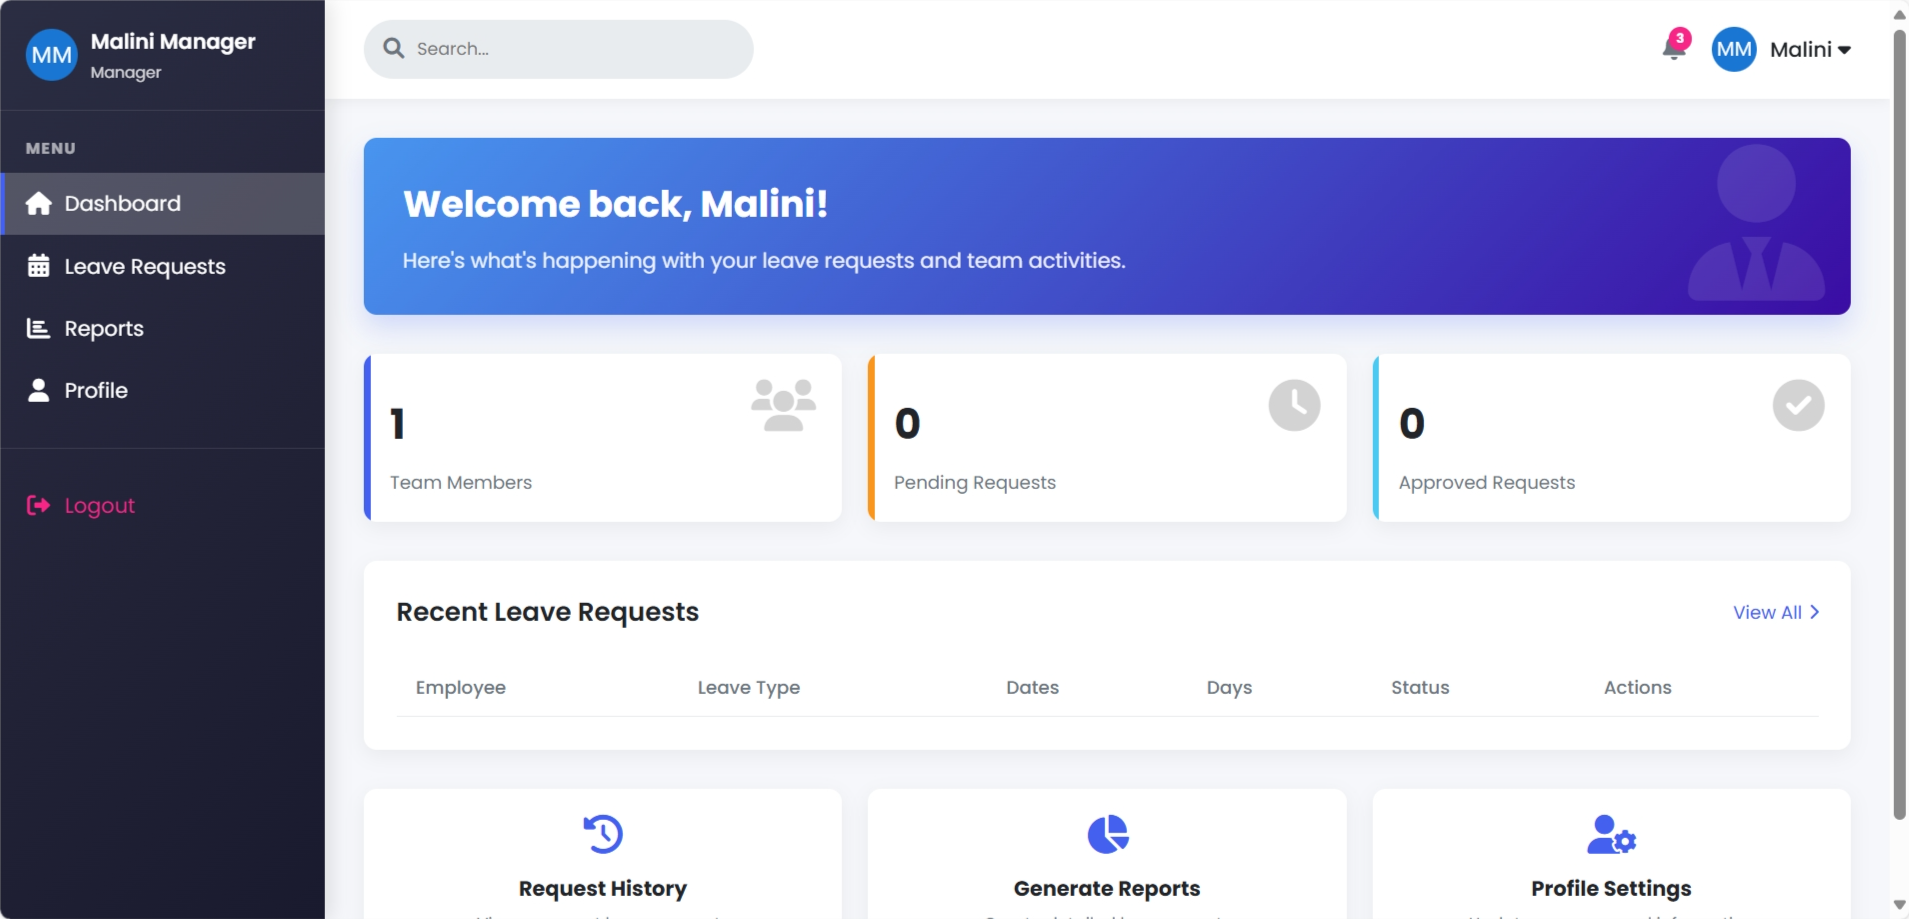 MM
Malini Manager
Manager
MENU
Dashboard
Leave Requests
Reports
Profile
Logout
Search...
3
MM
Malini
Welcome back, Malini!
Here's what's happening with your leave requests and team activities.
1
Team Members
0
Pending Requests
0
Approved Requests
Recent Leave Requests
View All
Employee Leave Type Dates Days Status Actions
Request History
Generate Reports
Profile Settings